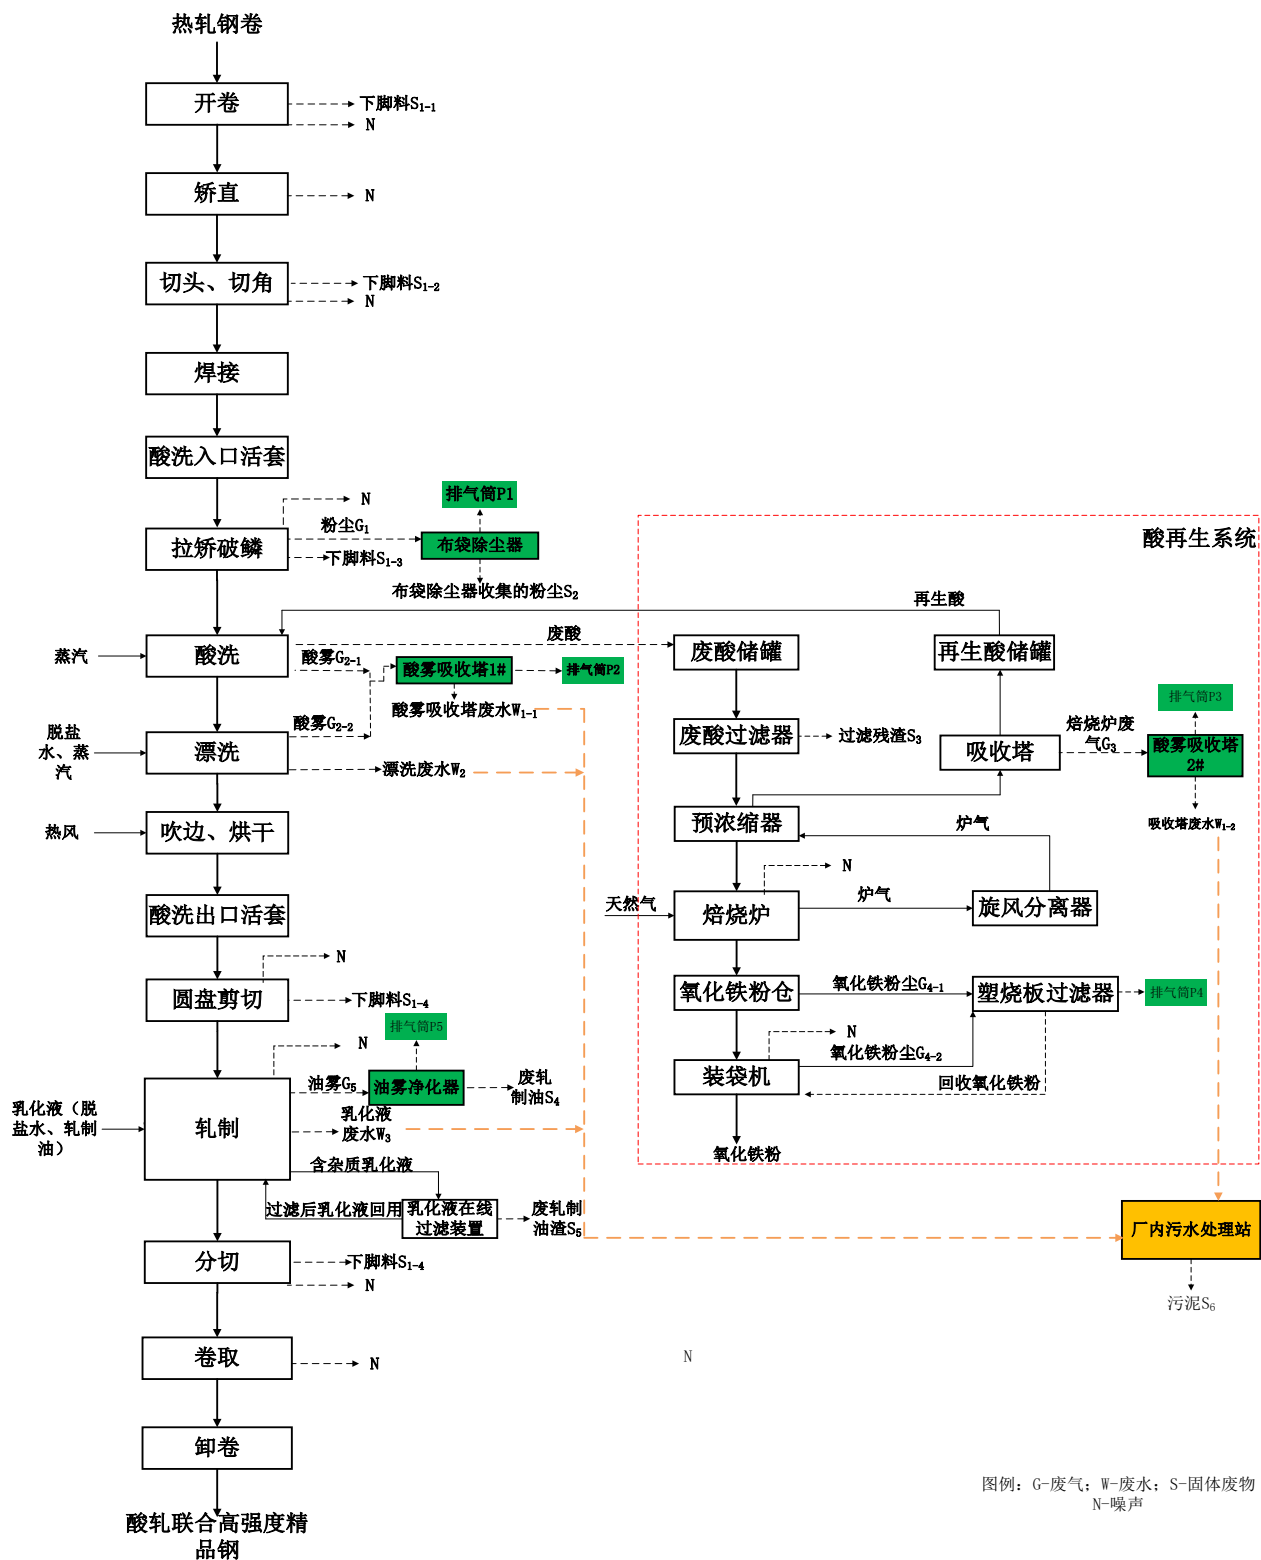 热轧钢卷
开卷
下脚料S1-1
N
矫直
N
切头、切角
下脚料S1-2
N
焊接
酸洗入口活套
N
排气筒P1
粉尘G1
拉矫破鳞
布袋除尘器
下脚料S1-3
布袋除尘器收集的粉尘S2
酸再生系统
再生酸
废酸
蒸汽
酸洗
酸雾G2-1
酸雾吸收塔1#
排气筒P2
废酸储罐
再生酸储罐
酸雾吸收塔废水W1-1
排气筒P3
脱盐
水、蒸
汽
酸雾G2-2
漂洗
漂洗废水W2
废酸过滤器
过滤残渣S3
吸收塔
焙烧炉废
气G3
酸雾吸收塔
2#
热风
吹边、烘干
预浓缩器
炉气
吸收塔废水W1-2
N
天然气
焙烧炉
炉气
旋风分离器
酸洗出口活套
N
圆盘剪切
下脚料S1-4
氧化铁粉仓
氧化铁粉尘G4-1
塑烧板过滤器
排气筒P4
排气筒P5
N
N
氧化铁粉尘G4-2
装袋机
回收氧化铁粉
油雾G5
油雾净化器
废轧
制油S4
乳化液（脱
盐水、轧制
油）
轧制
乳化液
废水W3
氧化铁粉
含杂质乳化液
过滤后乳化液回用
乳化液在线
过滤装置
废轧制
油渣S5
厂内污水处理站
分切
下脚料S1-4
N
污泥S6
卷取
N
N
卸卷
图例：G-废气；W-废水；S-固体废物
N-噪声
酸轧联合高强度精
品钢